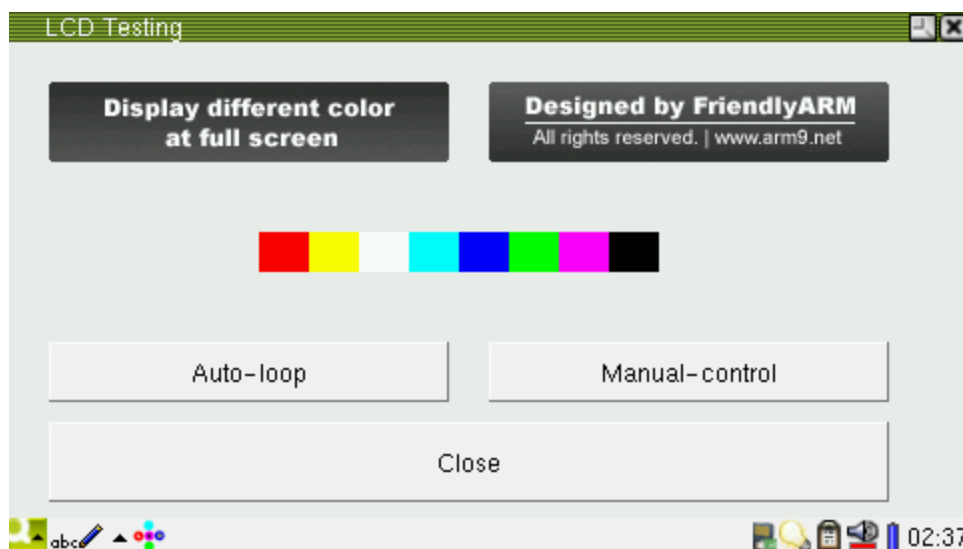 LCD Testing
Display different color
at full screen
Designed by FriendlyARM
All rights reserved. | www.arm9.net
Auto-loop
Manual-control
Close
abc
02:37